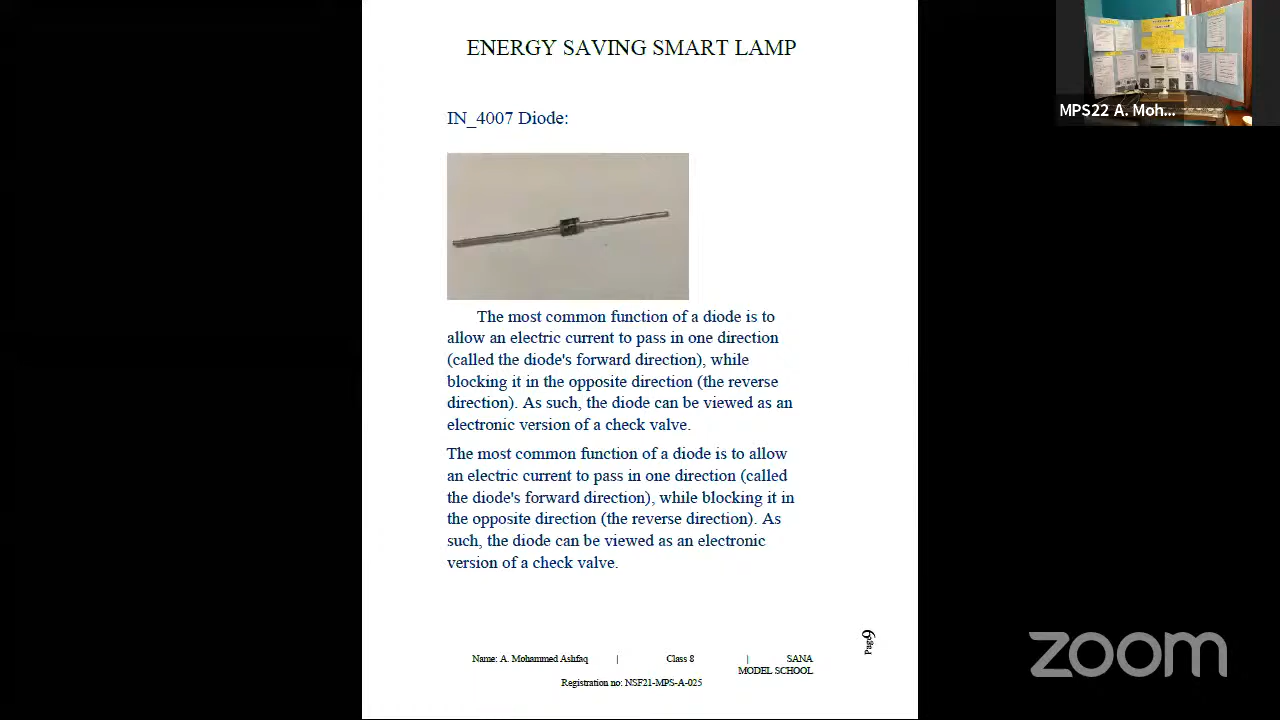 ENERGY SAVING SMART LAMP
MPS22 A. Moh...
IN_4007 Diode:
The most common function of a diode is to
allow an electric current to pass in one direction
(called the diode's forward direction), while
blocking it in the opposite direction (the reverse
direction). As such, the diode can be viewed as an
electronic version of a check valve.
The most common function of a diode is to allow
an electric current to pass in one direction (called
the diode's forward direction), while blocking it in
the opposite direction (the reverse direction). As
such, the diode can be viewed as an electronic
version of a check valve.
Page9
Name: A. Mohammed Ashfaq | Class 8 | SANA
MODEL SCHOOL
Registration no: NSF21-MPS-A-025
zoom